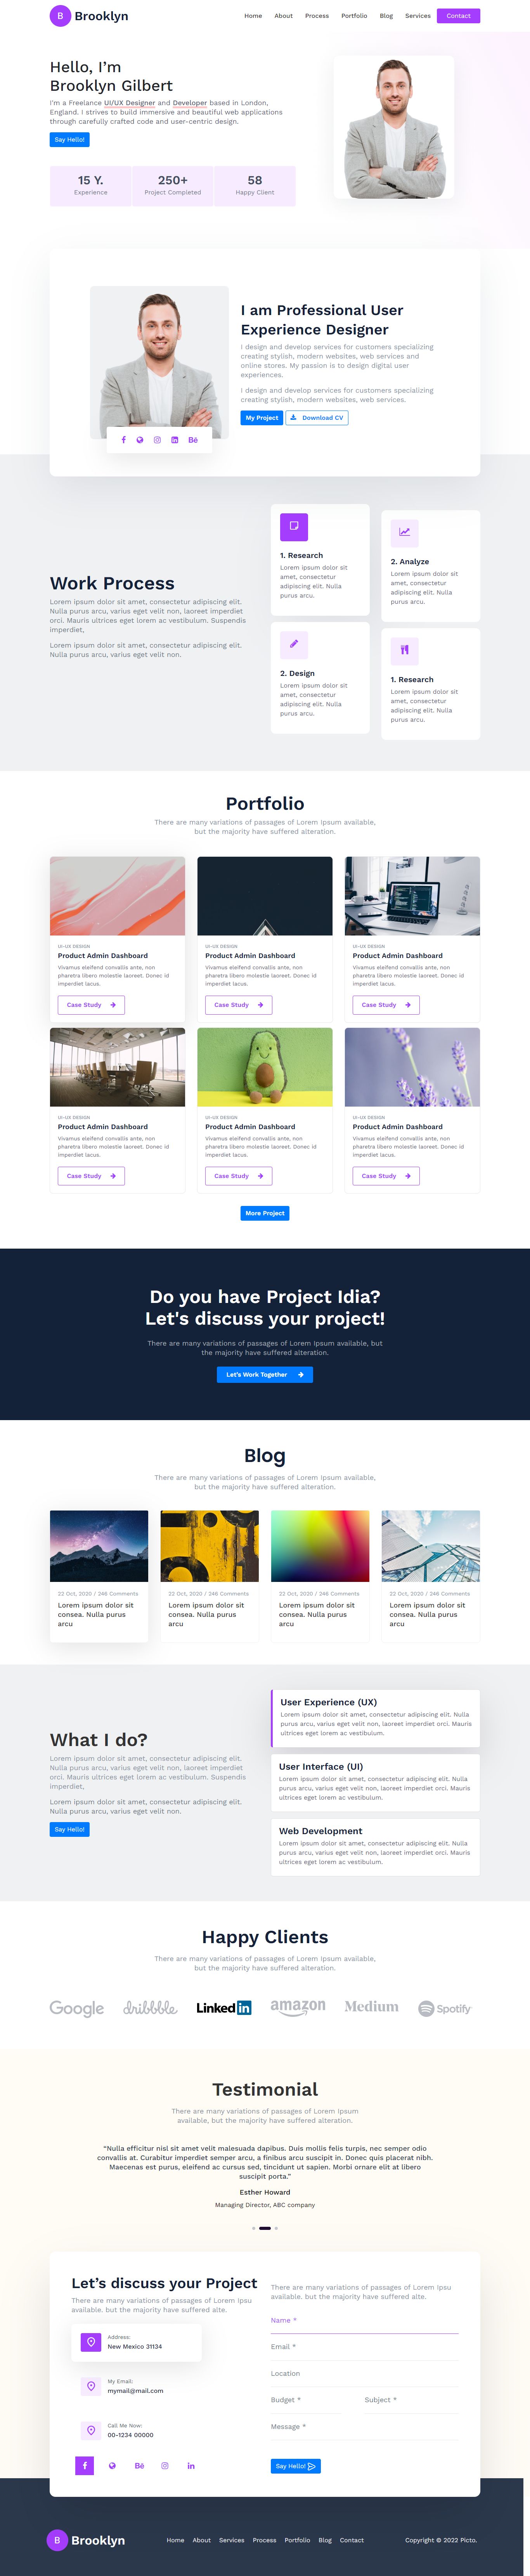 B Brooklyn
Home About Process Portfolio Blog Services Contact
Hello, I’m
Brooklyn Gilbert
I’m a Freelance UI/UX Designer and Developer based in London,
England. I strives to build immersive and beautiful web applications
through carefully crafted code and user-centric design.
Say Hello!
15 Y. 250+ 58
Experience Project Completed Happy Client
I am Professional User
Experience Designer
I design and develop services for customers specializing
creating stylish, modern websites, web services and
online stores. My passion is to design digital user
experiences.
I design and develop services for customers specializing
creating stylish, modern websites, web services.
My Project Download CV
Bē
Work Process
Lorem ipsum dolor sit amet, consectetur adipiscing elit.
Nulla purus arcu, varius eget velit non, laoreet imperdiet
orci. Mauris ultrices eget lorem ac vestibulum. Suspendis
imperdiet,
Lorem ipsum dolor sit amet, consectetur adipiscing elit.
Nulla purus arcu, varius eget velit non.
1. Research
Lorem ipsum dolor sit
amet, consectetur
adipiscing elit. Nulla
purus arcu.
2. Analyze
Lorem ipsum dolor sit
amet, consectetur
adipiscing elit. Nulla
purus arcu.
2. Design
Lorem ipsum dolor sit
amet, consectetur
adipiscing elit. Nulla
purus arcu.
1. Research
Lorem ipsum dolor sit
amet, consectetur
adipiscing elit. Nulla
purus arcu.
Portfolio
There are many variations of passages of Lorem Ipsum available,
but the majority have suffered alteration.
UI-UX DESIGN
Product Admin Dashboard
Vivamus eleifend convallis ante, non
pharetra libero molestie laoreet. Donec id
imperdiet lacus.
Case Study
UI-UX DESIGN
Product Admin Dashboard
Vivamus eleifend convallis ante, non
pharetra libero molestie laoreet. Donec id
imperdiet lacus.
Case Study
UI-UX DESIGN
Product Admin Dashboard
Vivamus eleifend convallis ante, non
pharetra libero molestie laoreet. Donec id
imperdiet lacus.
Case Study
UI-UX DESIGN
Product Admin Dashboard
Vivamus eleifend convallis ante, non
pharetra libero molestie laoreet. Donec id
imperdiet lacus.
Case Study
UI-UX DESIGN
Product Admin Dashboard
Vivamus eleifend convallis ante, non
pharetra libero molestie laoreet. Donec id
imperdiet lacus.
Case Study
UI-UX DESIGN
Product Admin Dashboard
Vivamus eleifend convallis ante, non
pharetra libero molestie laoreet. Donec id
imperdiet lacus.
Case Study
More Project
Do you have Project Idia?
Let's discuss your project!
There are many variations of passages of Lorem Ipsum available, but
the majority have suffered alteration.
Let's Work Together
Blog
There are many variations of passages of Lorem Ipsum available,
but the majority have suffered alteration.
22 Oct, 2020 / 246 Comments
Lorem ipsum dolor sit
consea. Nulla purus
arcu
22 Oct, 2020 / 246 Comments
Lorem ipsum dolor sit
consea. Nulla purus
arcu
22 Oct, 2020 / 246 Comments
Lorem ipsum dolor sit
consea. Nulla purus
arcu
22 Oct, 2020 / 246 Comments
Lorem ipsum dolor sit
consea. Nulla purus
arcu
What I do?
Lorem ipsum dolor sit amet, consectetur adipiscing elit.
Nulla purus arcu, varius eget velit non, laoreet imperdiet
orci. Mauris ultrices eget lorem ac vestibulum. Suspendis
imperdiet,
Lorem ipsum dolor sit amet, consectetur adipiscing elit.
Nulla purus arcu, varius eget velit non.
Say Hello!
User Experience (UX)
Lorem ipsum dolor sit amet, consectetur adipiscing elit. Nulla
purus arcu, varius eget velit non, laoreet imperdiet orci. Mauris
ultrices eget lorem ac vestibulum.
User Interface (UI)
Lorem ipsum dolor sit amet, consectetur adipiscing elit. Nulla
purus arcu, varius eget velit non, laoreet imperdiet orci. Mauris
ultrices eget lorem ac vestibulum.
Web Development
Lorem ipsum dolor sit amet, consectetur adipiscing elit. Nulla
purus arcu, varius eget velit non, laoreet imperdiet orci. Mauris
ultrices eget lorem ac vestibulum.
Happy Clients
There are many variations of passages of Lorem Ipsum available,
but the majority have suffered alteration.
Google dribbble Linked in amazon Medium Spotify
Testimonial
There are many variations of passages of Lorem Ipsum
available, but the majority have suffered alteration.
“Nulla efficitur nisl sit amet velit malesuada dapibus. Duis mollis felis turpis, nec semper odio
convallis at. Curabitur imperdiet semper arcu, a finibus arcu suscipit in. Donec quis placerat nibh.
Maecenas est purus, eleifend ac cursus sed, tincidunt ut sapien. Morbi ornare elit at libero
suscipit porta.”
Esther Howard
Managing Director, ABC company
Let’s discuss your Project
There are many variations of passages of Lorem Ipsu
available. but the majority have suffered alte.
Address:
New Mexico 31134
My Email:
mymail@mail.com
Call Me Now:
00-1234 00000
Bē in
There are many variations of passages of Lorem Ipsu
available. but the majority have suffered alte.
Name *
Email *
Location
Budget * Subject *
Message *
Say Hello!
B Brooklyn
Home About Services Process Portfolio Blog Contact
Copyright © 2022 Picto.